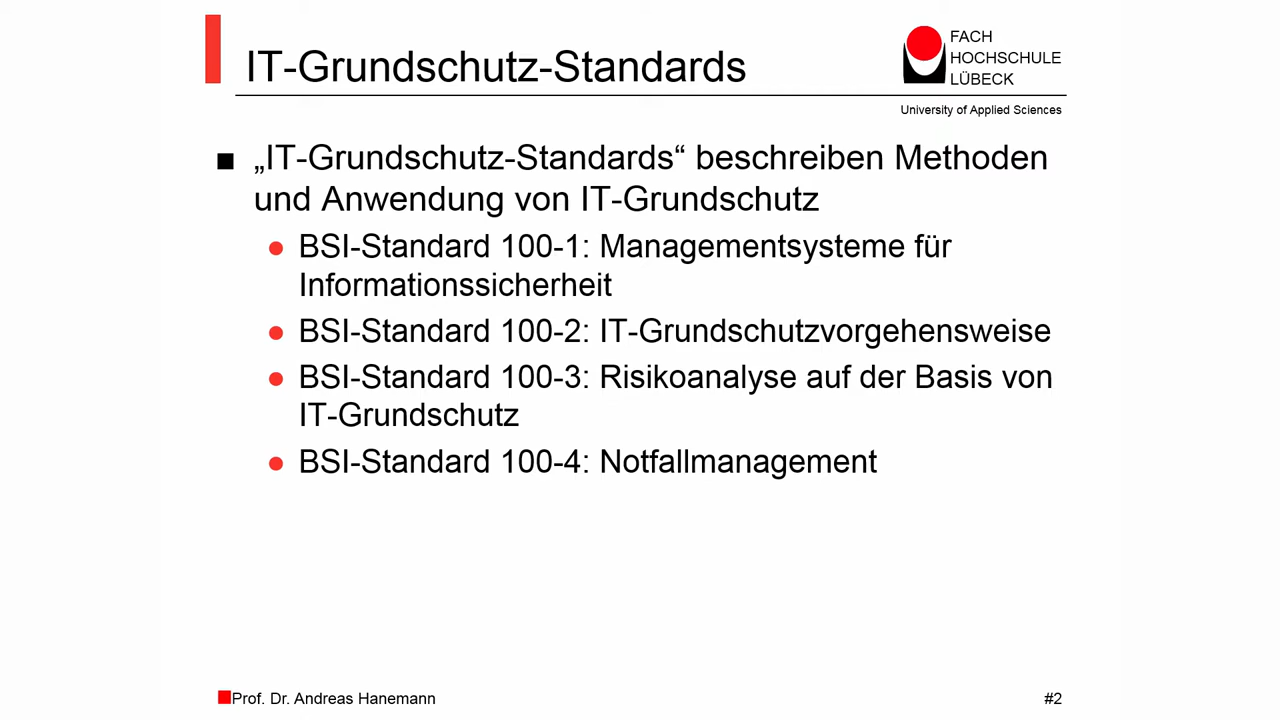 IT-Grundschutz-Standards
FACH
HOCHSCHULE
LÜBECK
University of Applied Sciences
„IT-Grundschutz-Standards“ beschreiben Methoden
und Anwendung von IT-Grundschutz
BSI-Standard 100-1: Managementsysteme für
Informationssicherheit
BSI-Standard 100-2: IT-Grundschutzvorgehensweise
BSI-Standard 100-3: Risikoanalyse auf der Basis von
IT-Grundschutz
BSI-Standard 100-4: Notfallmanagement
Prof. Dr. Andreas Hanemann
#2